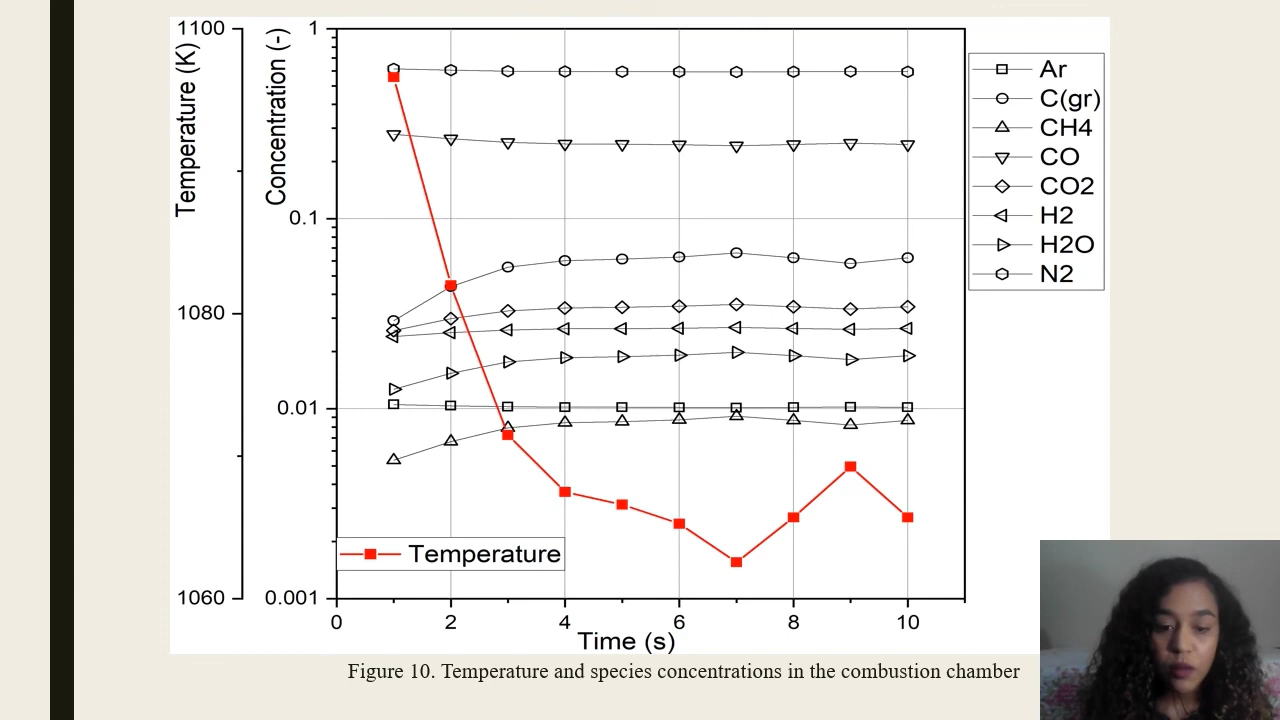 1100
1080
1060
Temperature (K)
Concentration (-)
1
0.1
0.01
0.001
Ar
C(gr)
CH4
CO
CO2
H2
H2O
N2
Temperature
0 2 4 6 8 10
Time (s)
Figure 10. Temperature and species concentrations in the combustion chamber